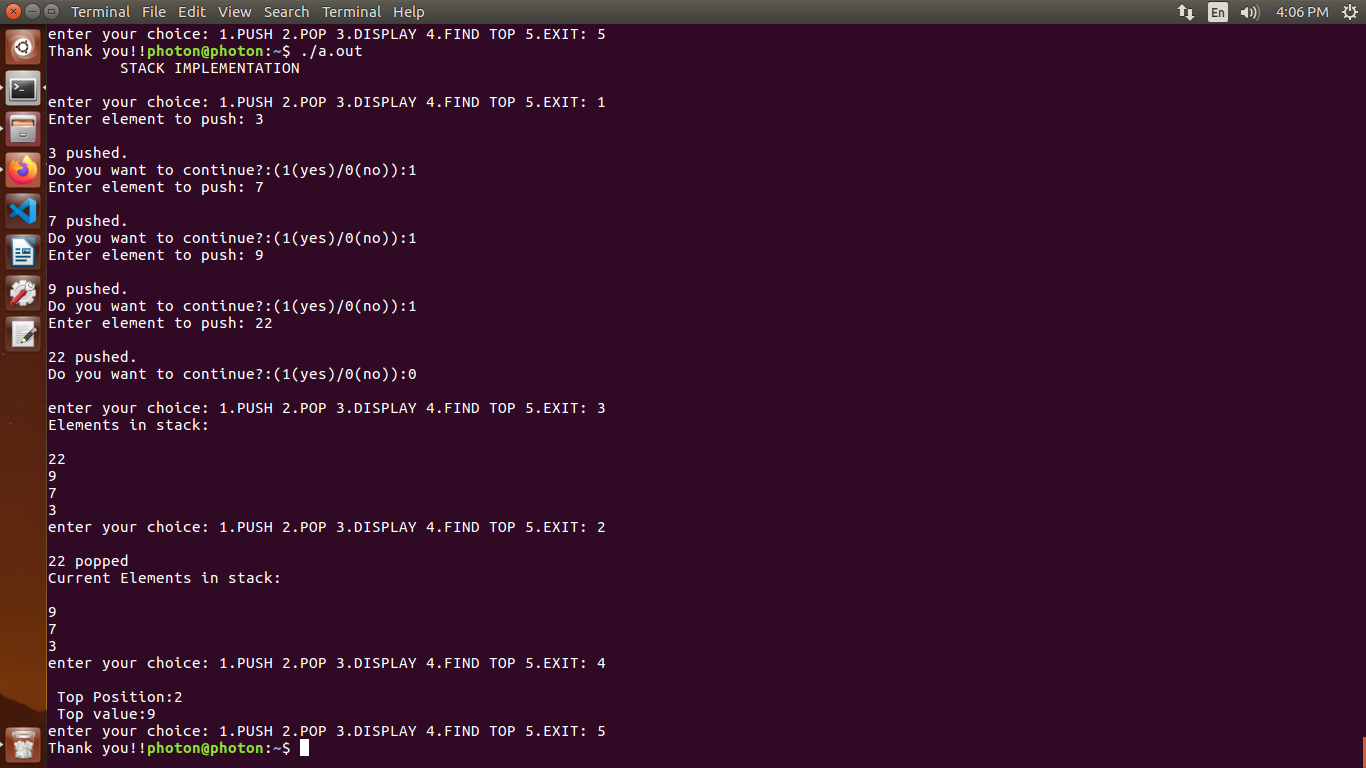 Terminal File Edit View Search Terminal Help En 4:06 PM
enter your choice: 1.PUSH 2.POP 3.DISPLAY 4.FIND TOP 5.EXIT: 5
Thank you!!photon@photon:~$ ./a.out
STACK IMPLEMENTATION
enter your choice: 1.PUSH 2.POP 3.DISPLAY 4.FIND TOP 5.EXIT: 1
Enter element to push: 3
3 pushed.
Do you want to continue?:(1(yes)/0(no)):1
Enter element to push: 7
7 pushed.
Do you want to continue?:(1(yes)/0(no)):1
Enter element to push: 9
9 pushed.
Do you want to continue?:(1(yes)/0(no)):1
Enter element to push: 22
22 pushed.
Do you want to continue?:(1(yes)/0(no)):0
enter your choice: 1.PUSH 2.POP 3.DISPLAY 4.FIND TOP 5.EXIT: 3
Elements in stack:
22
9
7
3
enter your choice: 1.PUSH 2.POP 3.DISPLAY 4.FIND TOP 5.EXIT: 2
22 popped
Current Elements in stack:
9
7
3
enter your choice: 1.PUSH 2.POP 3.DISPLAY 4.FIND TOP 5.EXIT: 4
Top Position:2
Top value:9
enter your choice: 1.PUSH 2.POP 3.DISPLAY 4.FIND TOP 5.EXIT: 5
Thank you!!photon@photon:~$